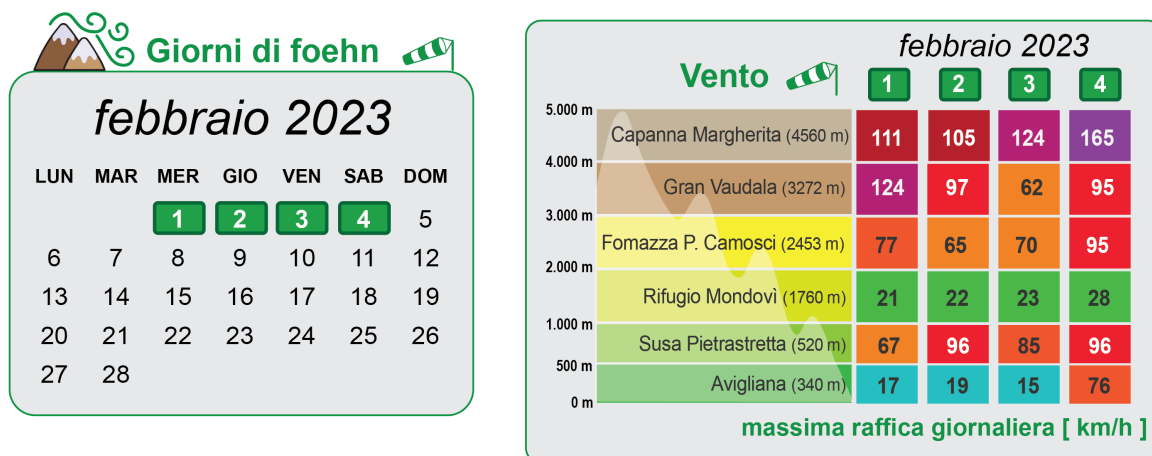 Giorni di foehn
febbraio 2023
LUN MAR MER GIO VEN SAB DOM
1 2 3 4 5
6 7 8 9 10 11 12
13 14 15 16 17 18 19
20 21 22 23 24 25 26
27 28
febbraio 2023
Vento 1 2 3 4
5.000 m
Capanna Margherita (4560 m) 111 105 124 165
4.000 m
Gran Vaudala (3272 m) 124 97 62 95
3.000 m
Fomazza P. Camosci (2453 m) 77 65 70 95
2.000 m
Rifugio Mondovì (1760 m) 21 22 23 28
1.000 m
Susa Pietrastretta (520 m) 67 96 85 96
500 m
Avigliana (340 m) 17 19 15 76
0 m
massima raffica giornaliera [ km/h ]